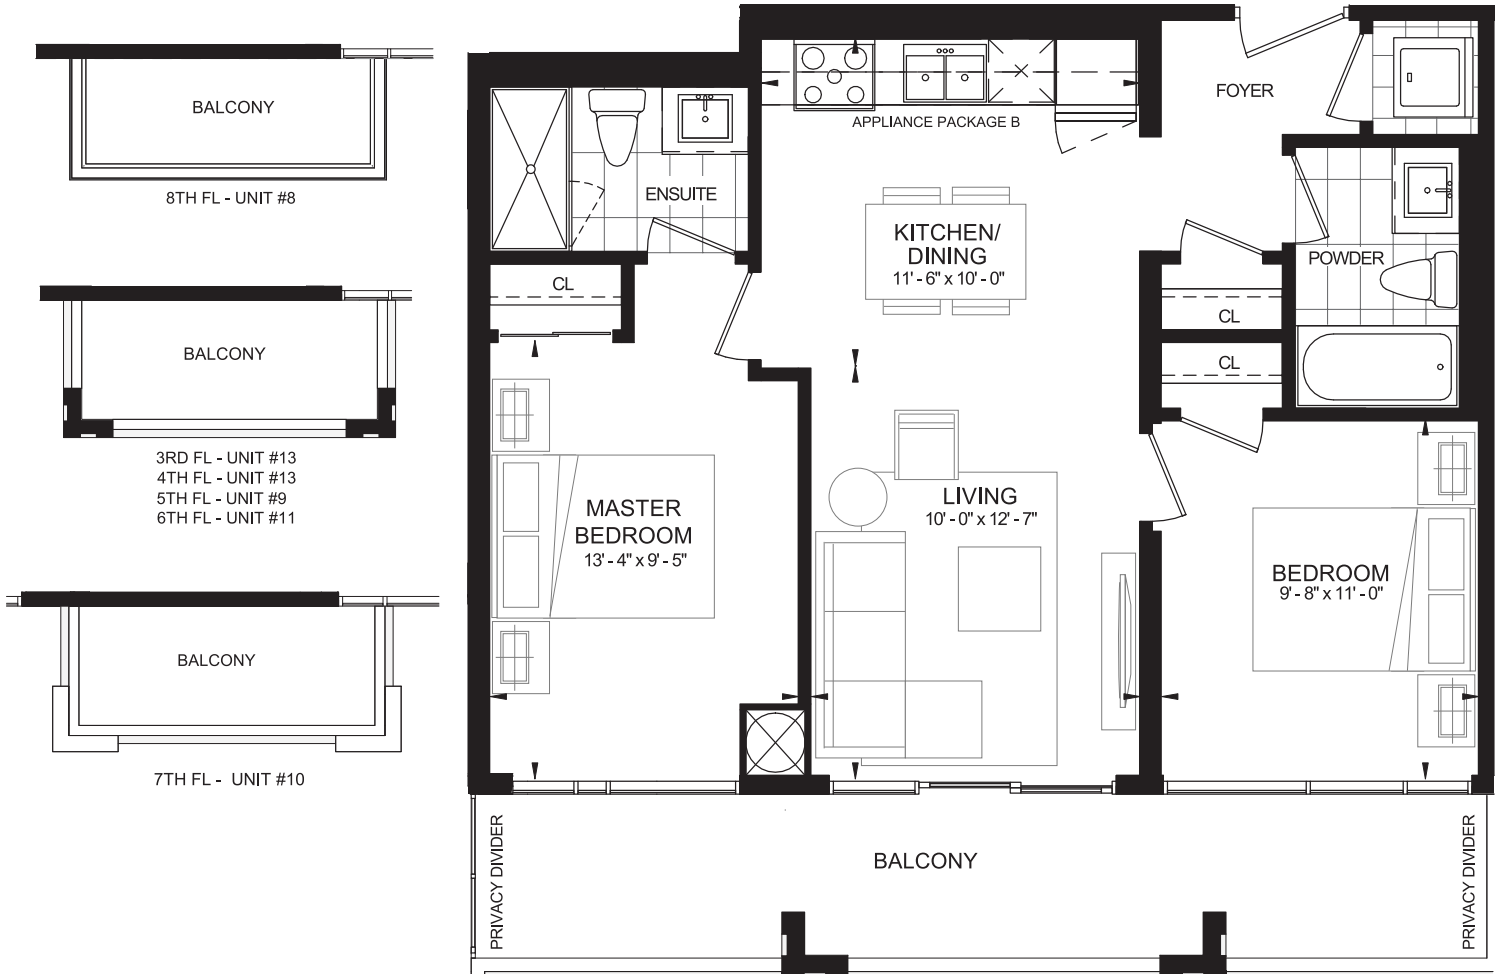 BALCONY
8TH FL - UNIT #8
BALCONY
3RD FL - UNIT #13
4TH FL - UNIT #13
5TH FL - UNIT #9
6TH FL - UNIT #11
BALCONY
7TH FL - UNIT #10
APPLIANCE PACKAGE B
FOYER
ENSUITE
KITCHEN/
DINING
11' - 6" x 10' - 0"
POWDER
CL
CL
CL
MASTER
BEDROOM
13' - 4" x 9' - 5"
LIVING
10' - 0" x 12' - 7"
BEDROOM
9' - 8" x 11' - 0"
PRIVACY DIVIDER
BALCONY
PRIVACY DIVIDER